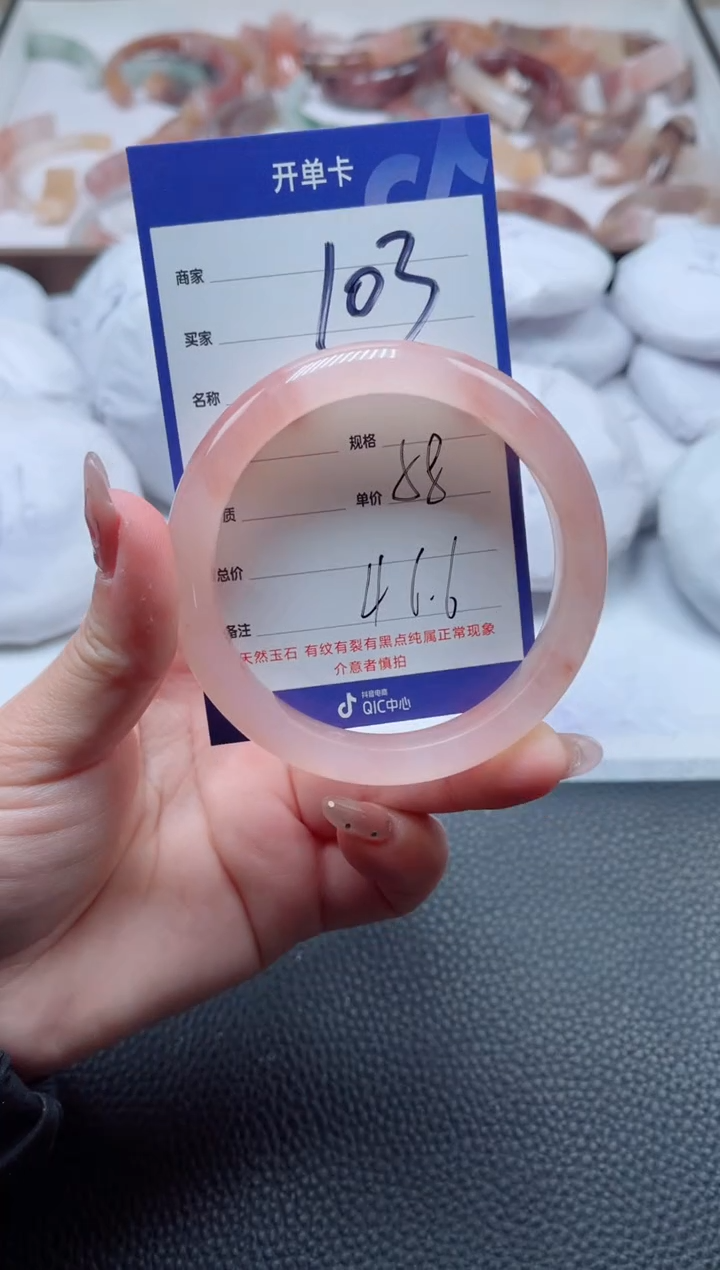 开单卡
商家 103
买家
名称
规格
质 单价 58
总价
46.6
备注
天然玉石 有纹有裂有黑点纯属正常现象
介意者慎拍
抖音电商
QIC中心